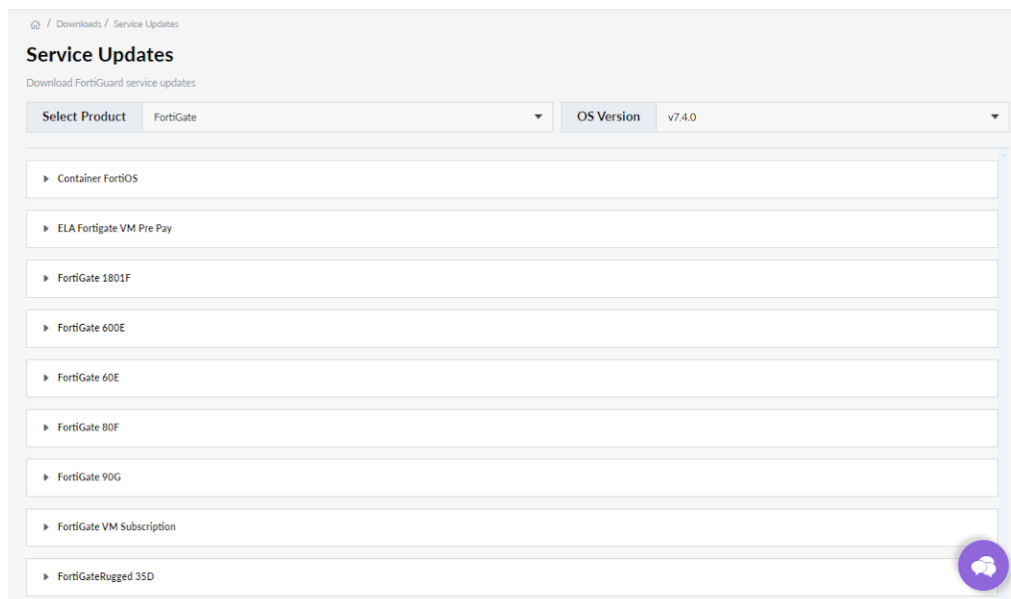 / Downloads / Service Updates
Service Updates
Download FortiGuard service updates
Select Product FortiGate OS Version v7.4.0
Container FortiOS
ELA Fortigate VM Pre Pay
FortiGate 1801F
FortiGate 600E
FortiGate 60E
FortiGate 80F
FortiGate 90G
FortiGate VM Subscription
FortiGateRugged 35D